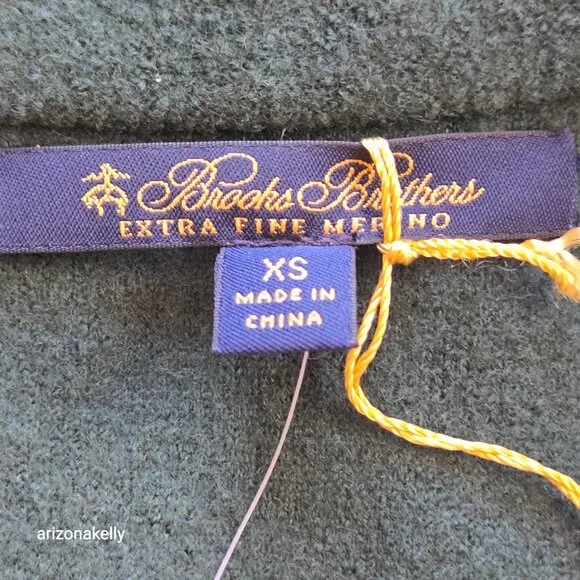 Brooks Brothers
EXTRA FINE MERINO
XS
MADE IN
CHINA
arizonakelly